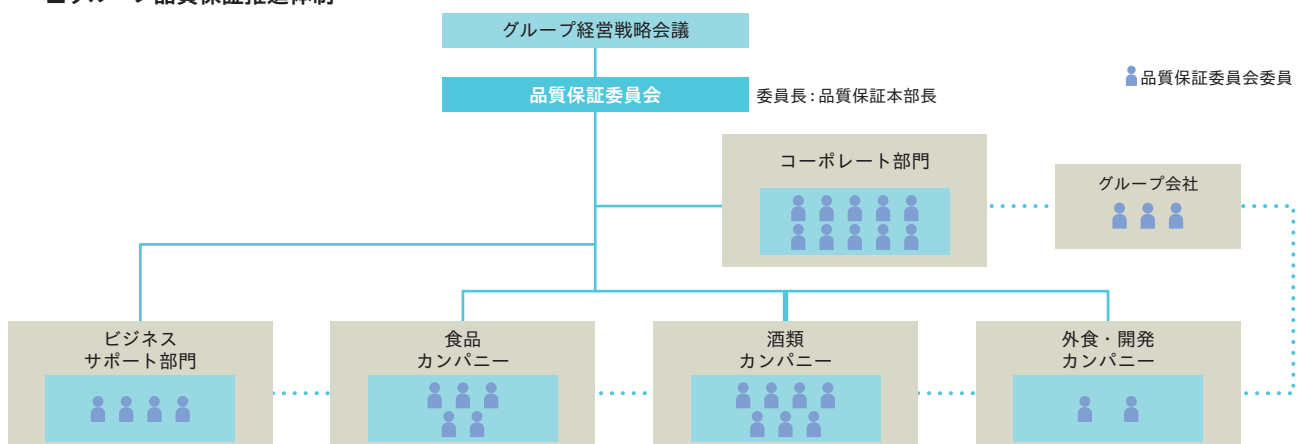 グループ経営戦略会議
品質保証委員会
委員長:品質保証本部長
品質保証委員会委員
コーポレート部門
グループ会社
ビジネス
サポート部門
食品
カンパニー
酒類
カンパニー
外食・開発
カンパニー